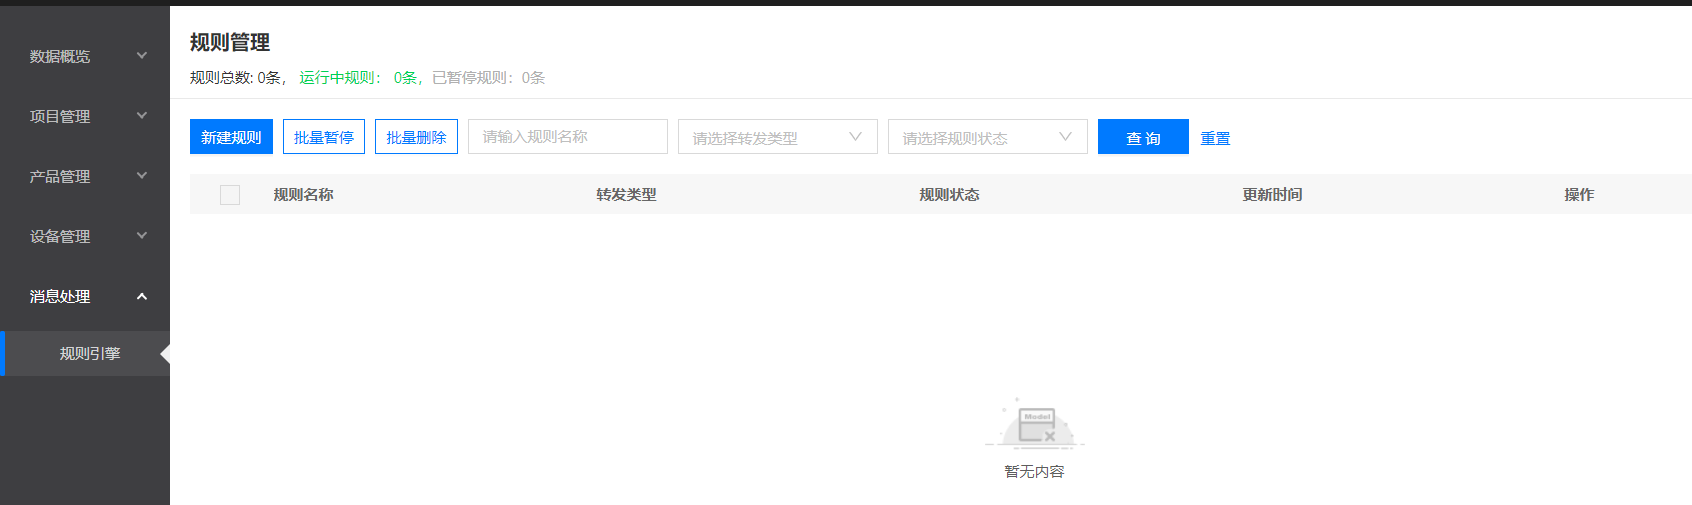 数据概览
项目管理
产品管理
设备管理
消息处理
规则引擎
规则管理
规则总数: 0条， 运行中规则： 0条，已暂停规则：0条
新建规则 批量暂停 批量删除 请输入规则名称 请选择转发类型 请选择规则状态 查询 重置
规则名称 转发类型 规则状态 更新时间 操作
Model
暂无内容